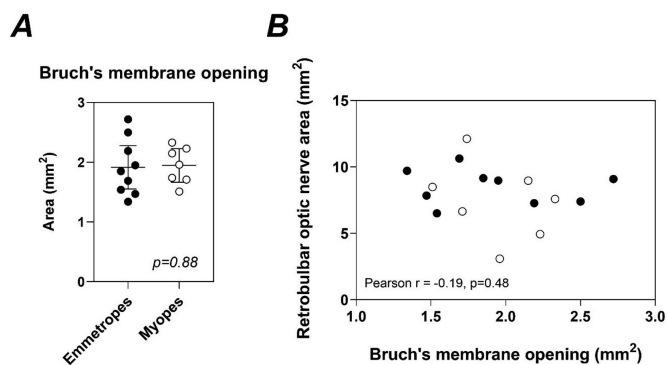 A
Bruch's membrane opening
Area (mm²)
3
2
1
0
p=0.88
Emmetropes
Myopes
B
Retrobulbar optic nerve area (mm²)
15
10
5
0
Pearson r = -0.19, p=0.48
1.0 1.5 2.0 2.5 3.0
Bruch's membrane opening (mm²)